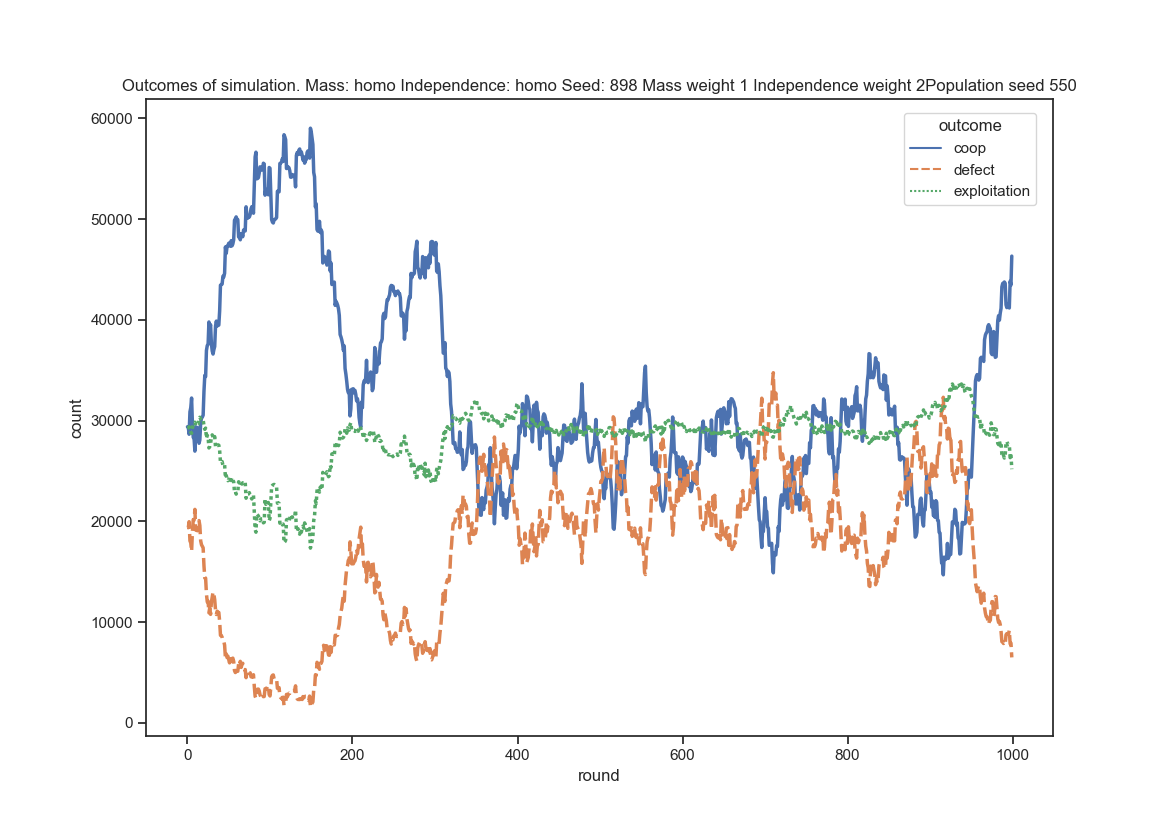 Outcomes of simulation. Mass: homo Independence: homo Seed: 898 Mass weight 1 Independence weight 2Population seed 550
outcome
coop
defect
exploitation
60000
50000
40000
30000
20000
10000
0
count
0 200 400 600 800 1000
round